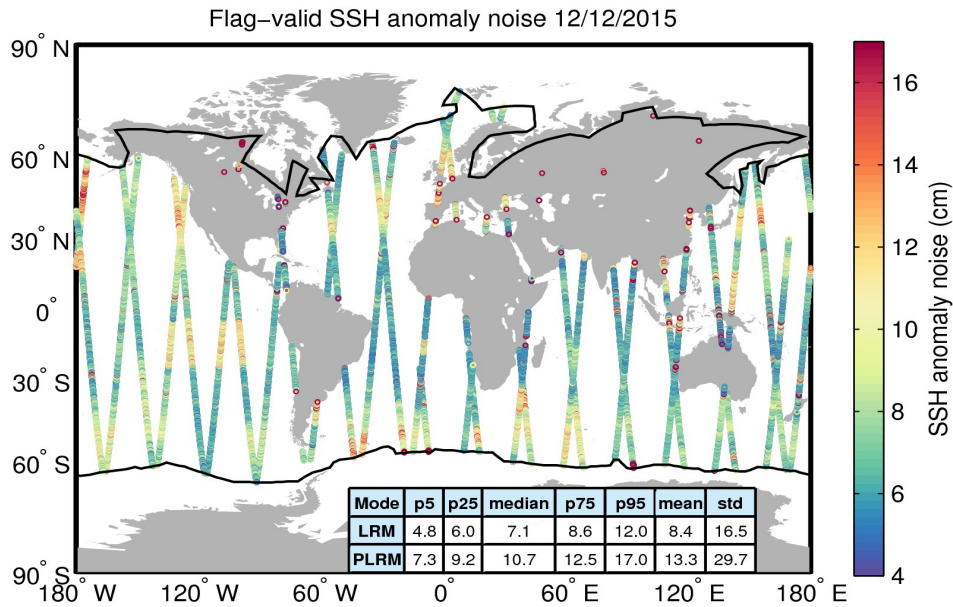 Flag−valid SSH anomaly noise 12/12/2015
90° N
60° N
30° N
0°
30° S
60° S
90° S
180° W
120° W
60° W
0°
60° E
120° E
180° E
16
14
12
10
8
6
4
SSH anomaly noise (cm)
Mode p5 p25 median p75 p95 mean std
LRM 4.8 6.0 7.1 8.6 12.0 8.4 16.5
PLRM 7.3 9.2 10.7 12.5 17.0 13.3 29.7